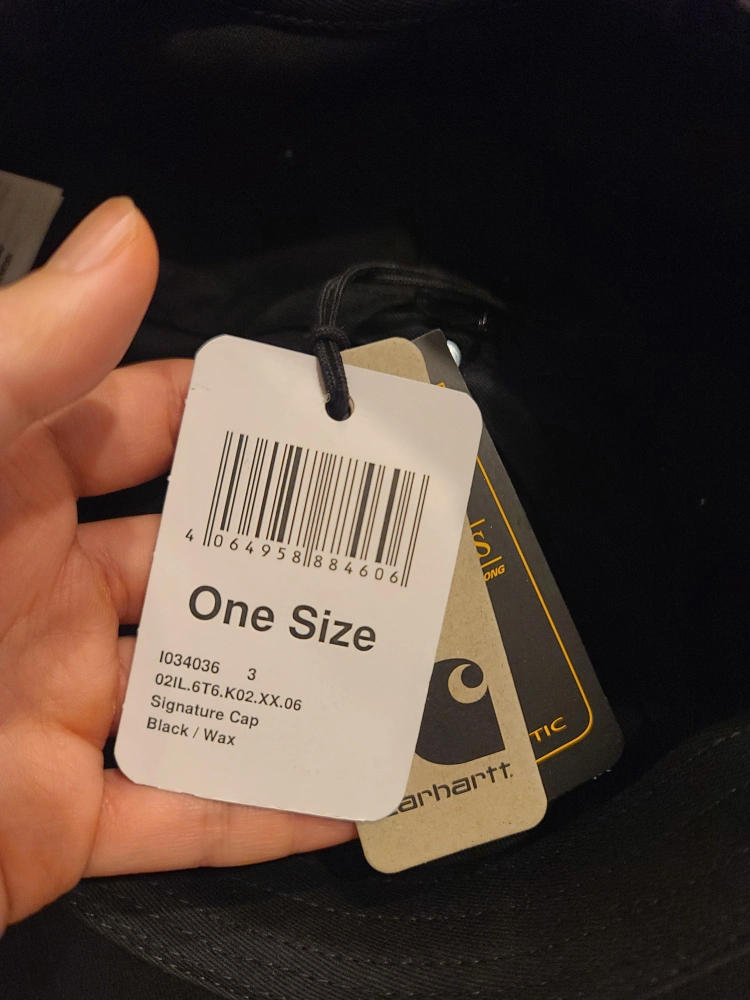 4 064958 884606
One Size
I034036 3
02IL.6T6.K02.XX.06
Signature Cap
Black / Wax
carhartt